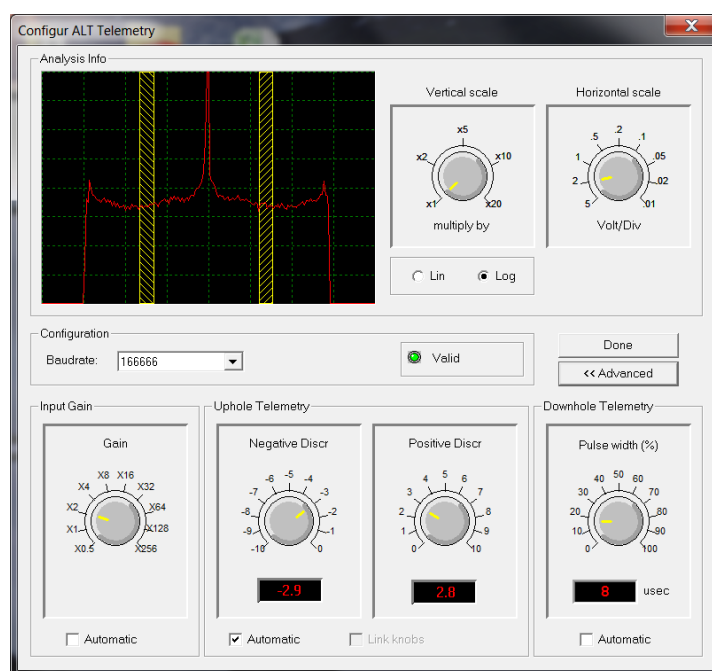 Configur ALT Telemetry
X
Analysis Info
Vertical scale
x1
x2
x5
x10
x20
multiply by
Horizontal scale
5
2
1
.5
.2
.1
.05
.02
.01
Volt/Div
Lin
Log
Configuration
Baudrate:
166666
Valid
Done
<< Advanced
Input Gain
Gain
X0.5
X1
X2
X4
X8
X16
X32
X64
X128
X256
Automatic
Uphole Telemetry
Negative Discr
-10
-9
-8
-7
-6
-5
-4
-3
-2
-1
0
-2.9
Automatic
Positive Discr
0
1
2
3
4
5
6
7
8
9
10
2.8
Link knobs
Downhole Telemetry
Pulse width (%)
0
10
20
30
40
50
60
70
80
90
100
8
usec
Automatic